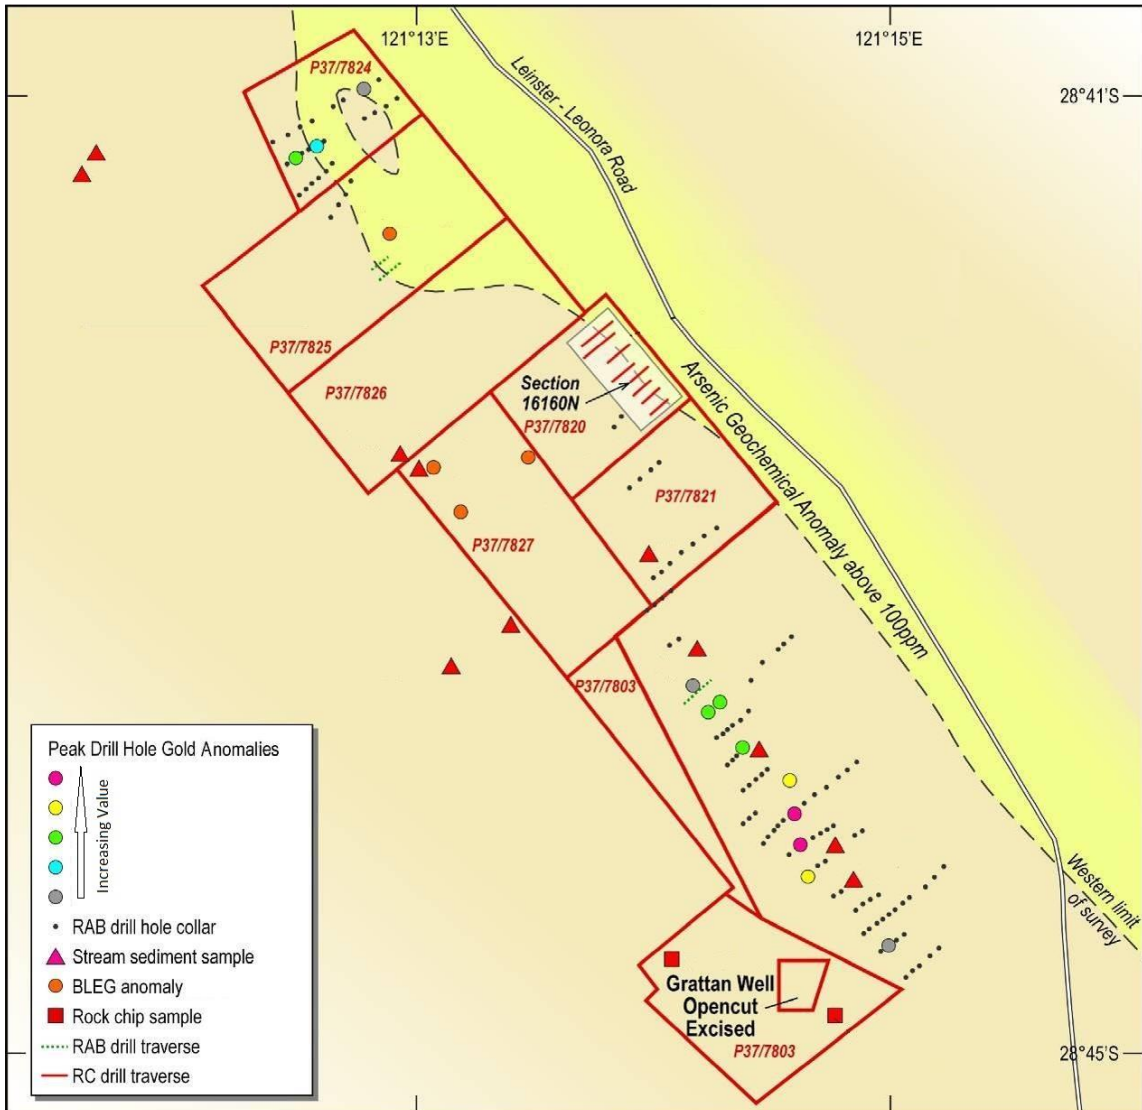 121°13'E
121°15'E
28°41'S
P37/7824
Leinster - Leonora Road
P37/7825
P37/7826
Section
16160N
P37/7820
Arsenic Geochemical Anomaly above 100ppm
P37/7821
P37/7827
P37/7803
Western limit
of survey
Grattan Well
Opencut
Excised
P37/7803
28°45'S
Peak Drill Hole Gold Anomalies
Increasing Value
RAB drill hole collar
Stream sediment sample
BLEG anomaly
Rock chip sample
RAB drill traverse
RC drill traverse